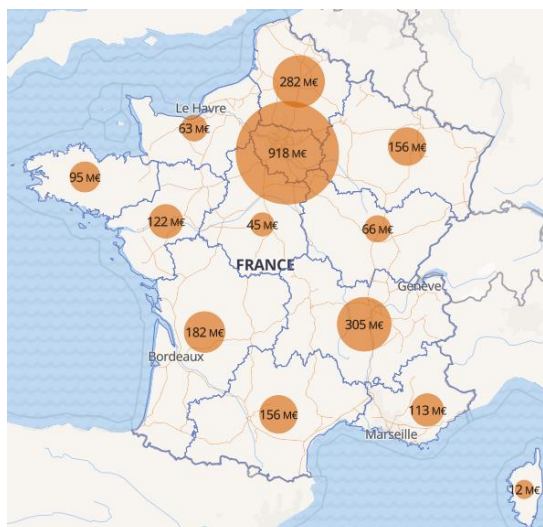 282 M€
Le Havre
63 M€
918 M€
156 M€
95 M€
122 M€
45 M€
66 M€
FRANCE
Genève
305 M€
182 M€
Bordeaux
156 M€
113 M€
Marseille
12 M€